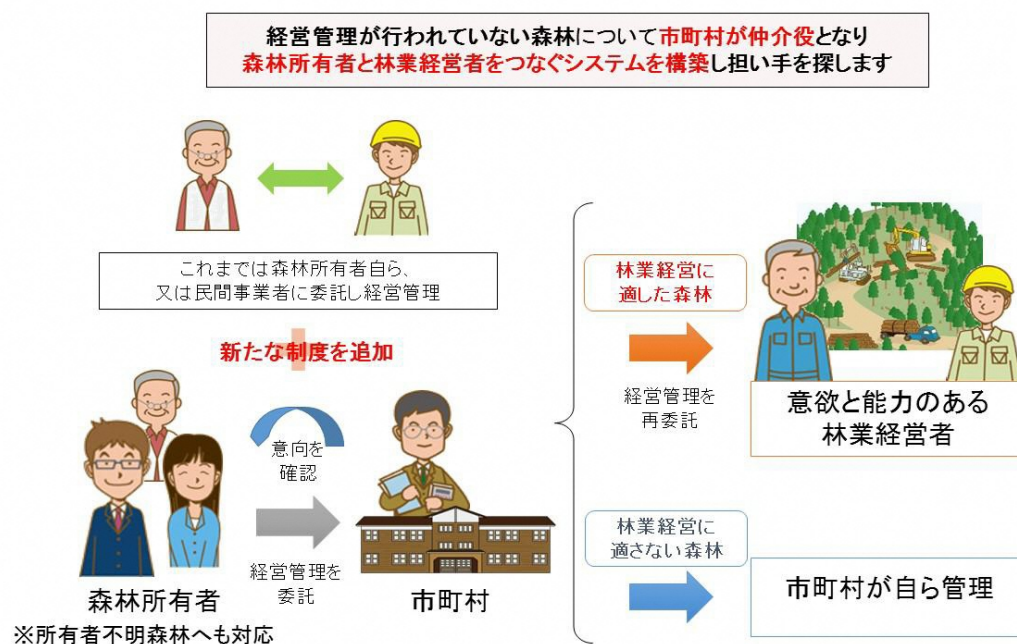 経営管理が行われていない森林について市町村が仲介役となり
森林所有者と林業経営者をつなぐシステムを構築し担い手を探します
これまでは森林所有者自ら、
又は民間事業者に委託し経営管理
新たな制度を追加
意向を
確認
経営管理を
委託
森林所有者
※所有者不明森林へも対応
市町村
林業経営に
適した森林
経営管理を
再委託
意欲と能力のある
林業経営者
林業経営に
適さない森林
市町村が自ら管理